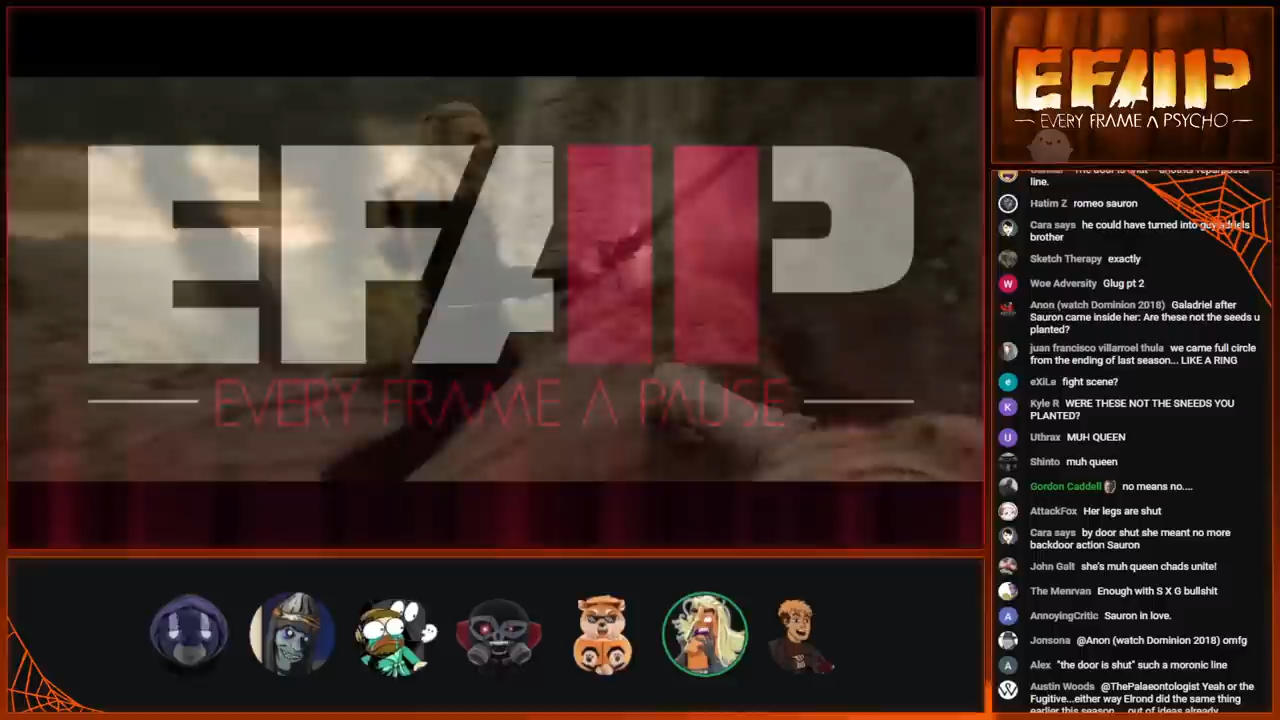 EFAIIP
EVERY FRAME A PAUSE
EFAIIP
EVERY FRAME A PSYCHO
line.
Hatim Z romeo sauron
Cara says he could have turned into
brother
Sketch Therapy exactly
W
Woe Adversity Glug pt 2
Anon (watch Dominion 2018) Galadriel after
Sauron came inside her: Are these not the seeds u
planted?
juan francisco villarroel thula we came full circle
from the ending of last season... LIKE A RING
e
eXiLe fight scene?
K
Kyle R WERE THESE NOT THE SNEEDS YOU
PLANTED?
U
Uthrax MUH QUEEN
Shinto muh queen
Gordon Caddell no means no....
AttackFox Her legs are shut
Cara says by door shut she meant no more
backdoor action Sauron
John Galt she's muh queen chads unite!
The Menrvan Enough with S X G bullshit
A
AnnoyingCritic Sauron in love.
Jonsona @Anon (watch Dominion 2018) omfg
A
Alex "the door is shut" such a moronic line
Austin Woods @ThePalaeontologist Yeah or the
Fugitive...either way Elrond did the same thing
earlier this season.... out of ideas already